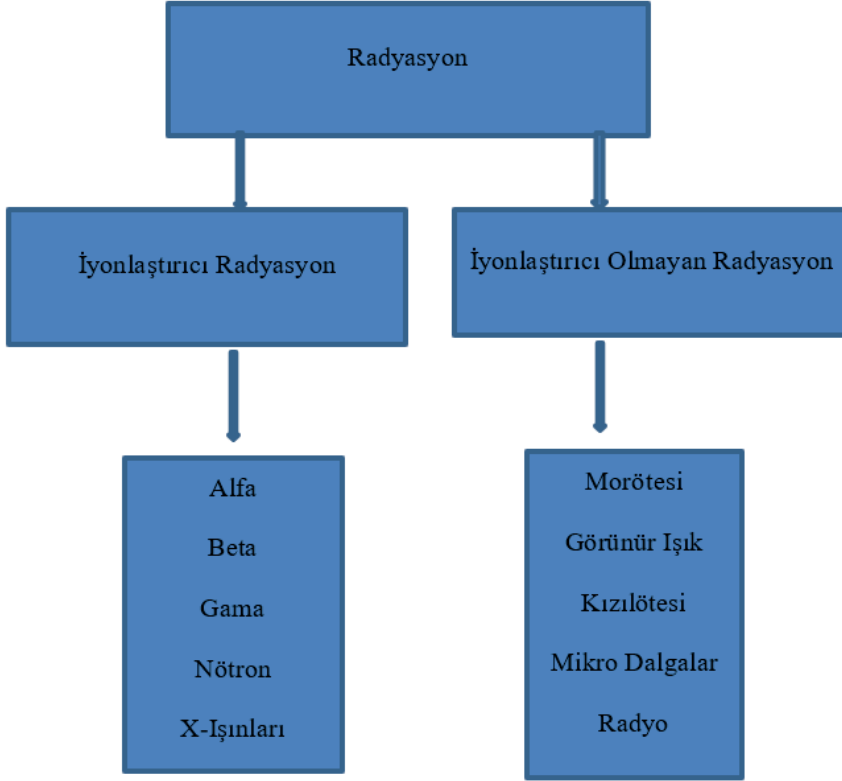 Radyasyon
İyonlaştırıcı Radyasyon
İyonlaştırıcı Olmayan Radyasyon
Alfa
Beta
Gama
Nötron
X-Işınları
Morötesi
Görünür Işık
Kızılötesi
Mikro Dalgalar
Radyo